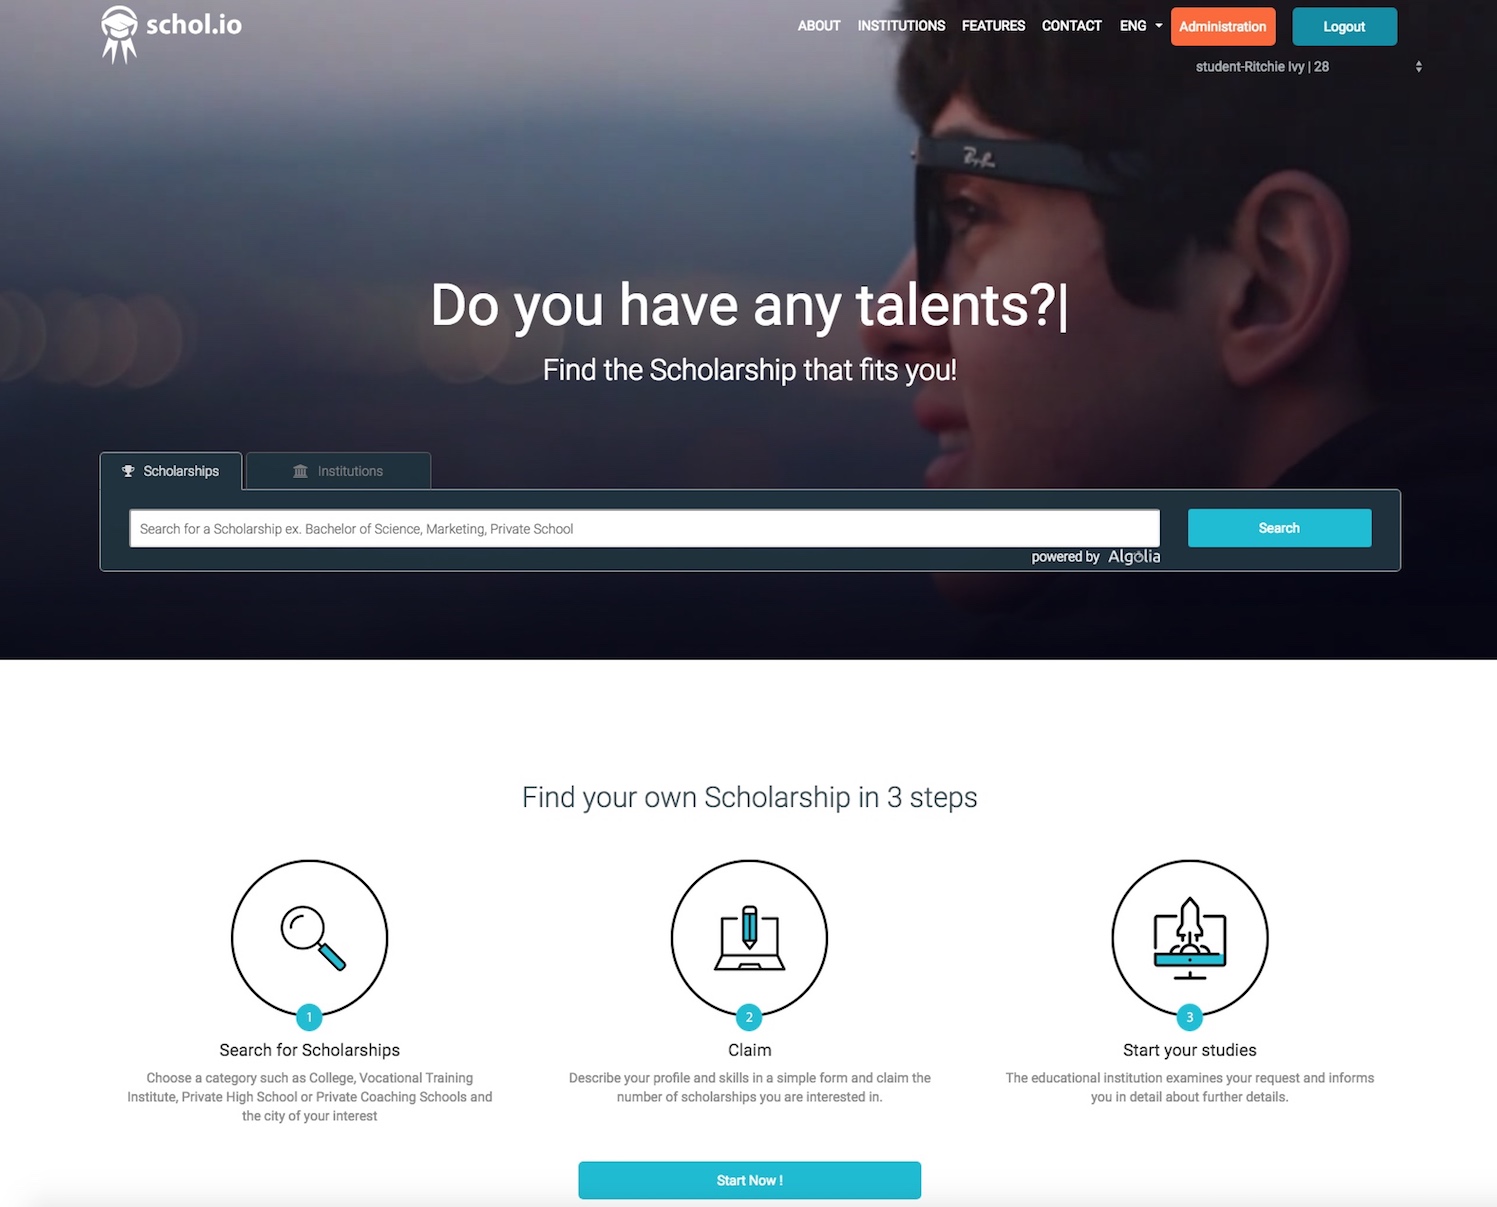 schol.io
ABOUT INSTITUTIONS FEATURES CONTACT ENG Administration Logout
student-Ritchie Ivy | 28
Ray-Ban
Do you have any talents?|
Find the Scholarship that fits you!
Scholarships Institutions
Search for a Scholarship ex. Bachelor of Science, Marketing, Private School Search
powered by Algolia
Find your own Scholarship in 3 steps
1 2 3
Search for Scholarships
Choose a category such as College, Vocational Training
Institute, Private High School or Private Coaching Schools and
the city of your interest
Claim
Describe your profile and skills in a simple form and claim the
number of scholarships you are interested in.
Start your studies
The educational institution examines your request and informs
you in detail about further details.
Start Now !